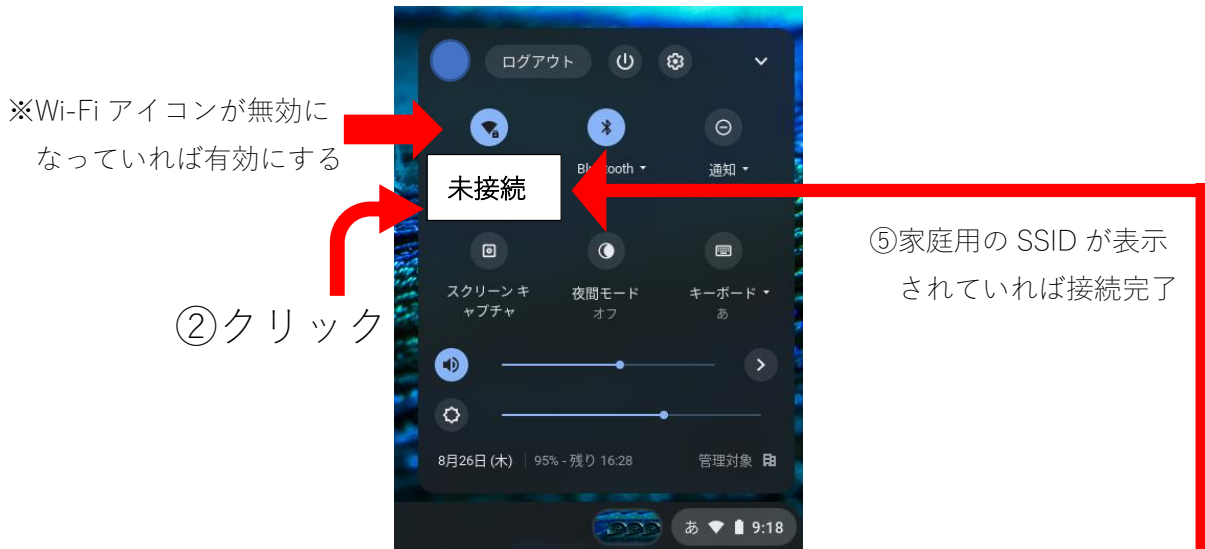 ログアウト
※Wi-Fi アイコンが無効に
なっていれば有効にする
Bluetooth
通知
未接続
⑤家庭用の SSID が表示
されていれば接続完了
スクリーン キ
ャプチャ
夜間モード
オフ
キーボード
あ
②クリック
8月26日 (木)
95% - 残り 16:28
管理対象
あ
9:18